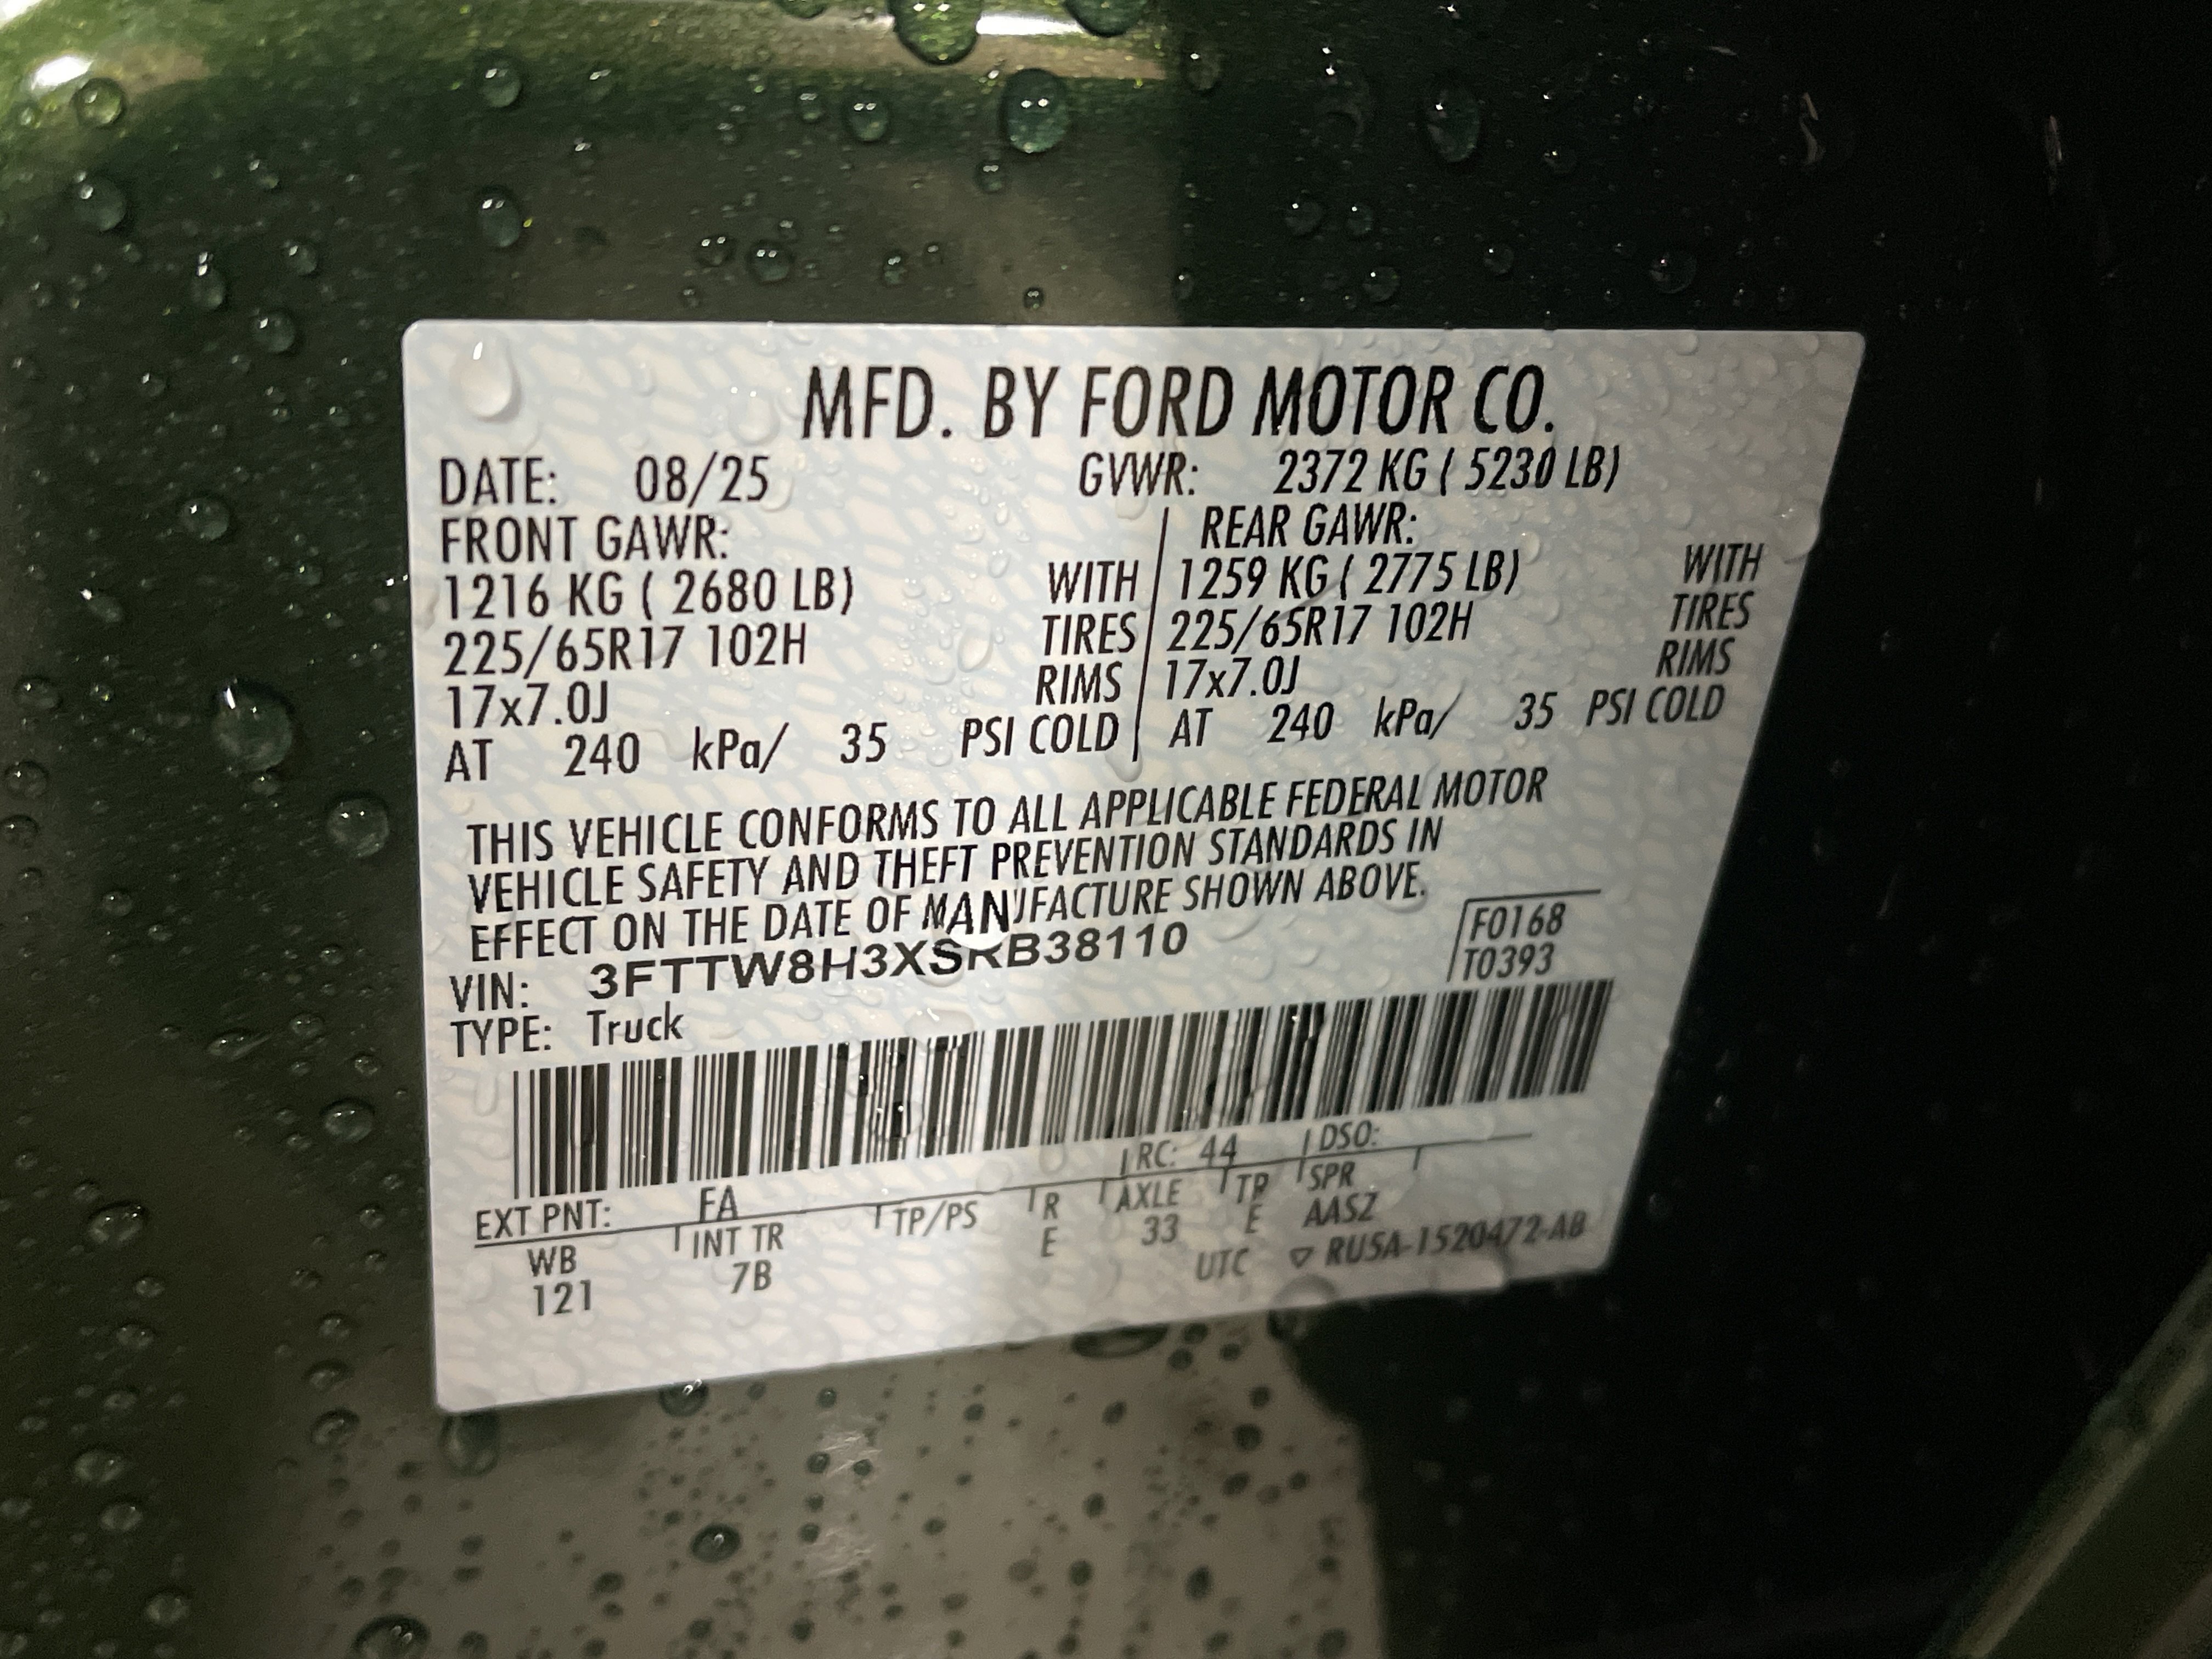 MFD. BY FORD MOTOR CO.
DATE: 08/25 GVWR: 2372 KG ( 5230 LB)
FRONT GAWR: REAR GAWR:
1216 KG ( 2680 LB) WITH 1259 KG ( 2775 LB) WITH
225/65R17 102H TIRES 225/65R17 102H TIRES
17x7.0J RIMS 17x7.0J RIMS
AT 240 kPa/ 35 PSI COLD AT 240 kPa/ 35 PSI COLD
THIS VEHICLE CONFORMS TO ALL APPLICABLE FEDERAL MOTOR
VEHICLE SAFETY AND THEFT PREVENTION STANDARDS IN
EFFECT ON THE DATE OF MANUFACTURE SHOWN ABOVE.
VIN: 3FTTW8H3XSRB38110 F0168
TYPE: Truck T0393
RC: 44 DSO:
EXT PNT: FA
WB INT TR TP/PS R AXLE TR SPR
121 7B E 33 E AASZ
UTC ▽ RUSA-1520472-AB